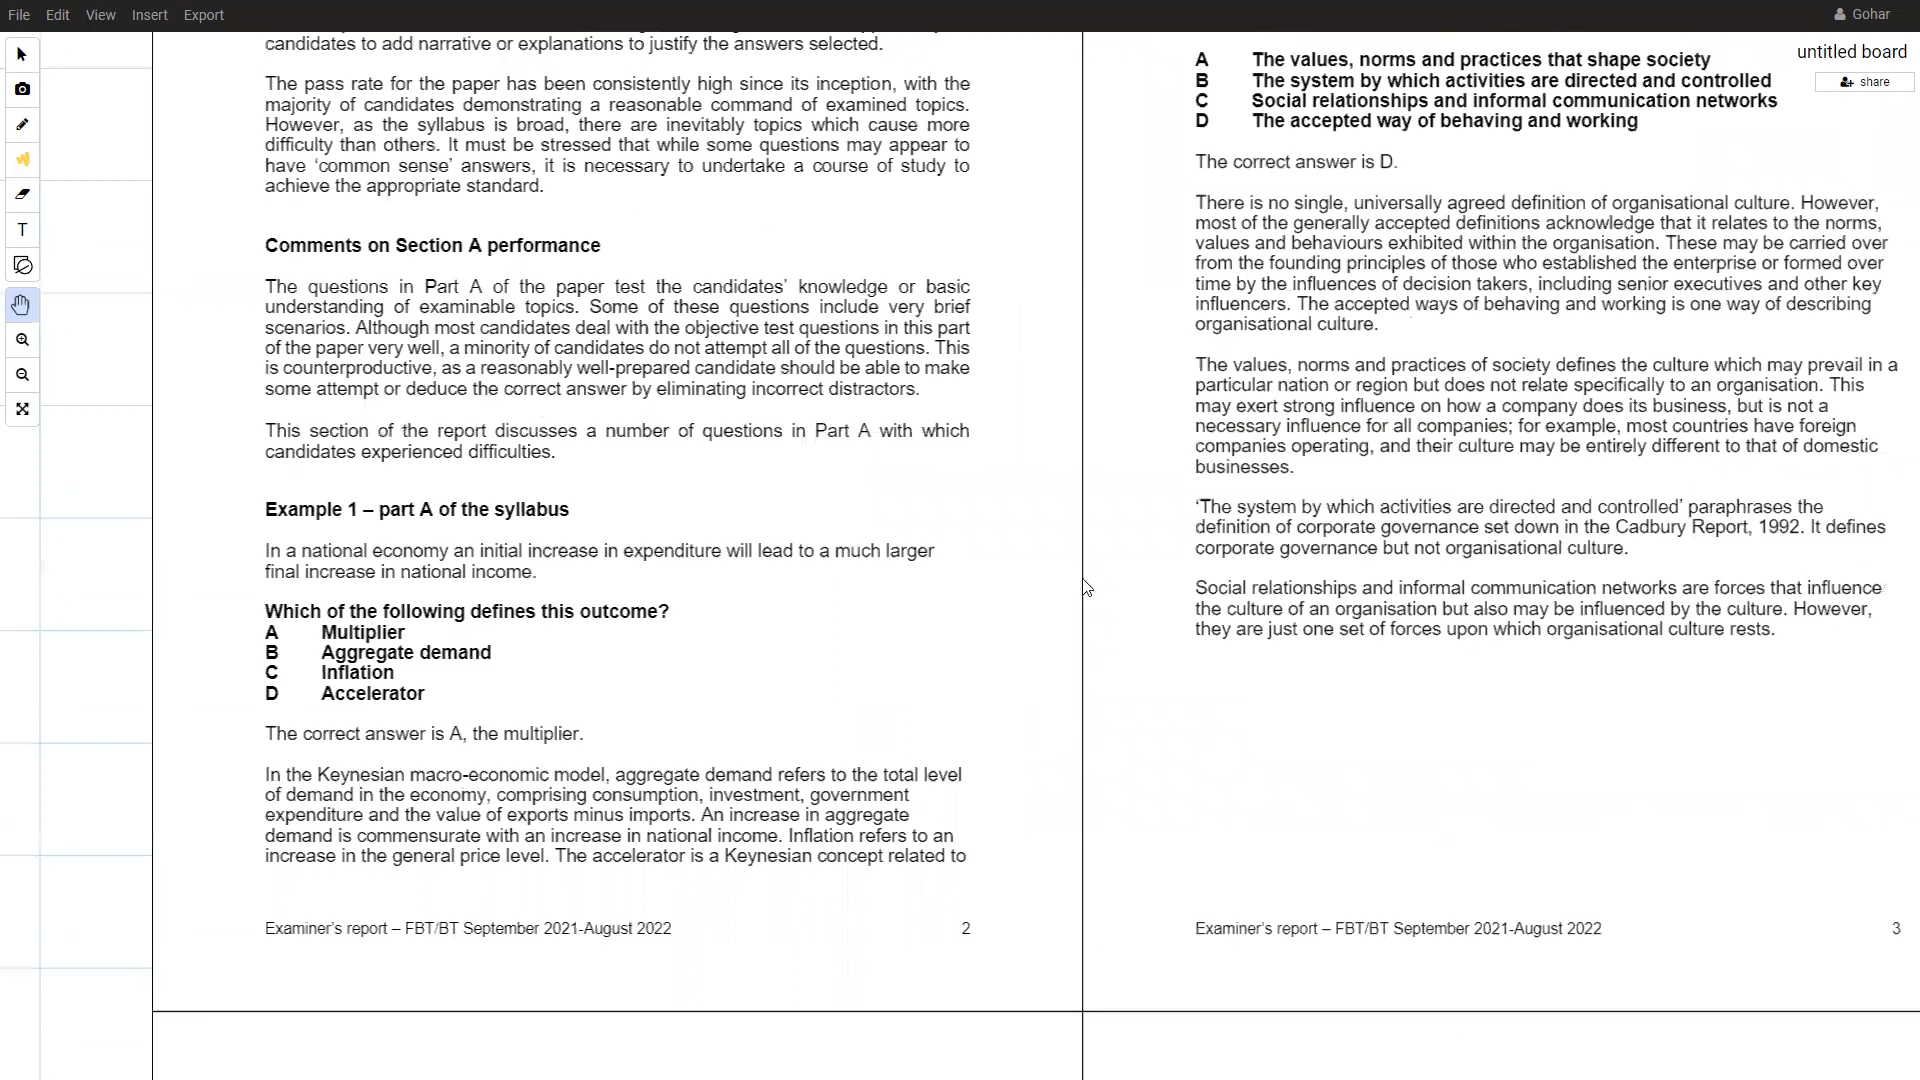 File Edit View Insert Export
Gohar
untitled board
share
T
candidates to add narrative or explanations to justify the answers selected.
The pass rate for the paper has been consistently high since its inception, with the
majority of candidates demonstrating a reasonable command of examined topics.
However, as the syllabus is broad, there are inevitably topics which cause more
difficulty than others. It must be stressed that while some questions may appear to
have ‘common sense’ answers, it is necessary to undertake a course of study to
achieve the appropriate standard.
Comments on Section A performance
The questions in Part A of the paper test the candidates’ knowledge or basic
understanding of examinable topics. Some of these questions include very brief
scenarios. Although most candidates deal with the objective test questions in this part
of the paper very well, a minority of candidates do not attempt all of the questions. This
is counterproductive, as a reasonably well-prepared candidate should be able to make
some attempt or deduce the correct answer by eliminating incorrect distractors.
This section of the report discusses a number of questions in Part A with which
candidates experienced difficulties.
Example 1 – part A of the syllabus
In a national economy an initial increase in expenditure will lead to a much larger
final increase in national income.
Which of the following defines this outcome?
A Multiplier
B Aggregate demand
C Inflation
D Accelerator
The correct answer is A, the multiplier.
In the Keynesian macro-economic model, aggregate demand refers to the total level
of demand in the economy, comprising consumption, investment, government
expenditure and the value of exports minus imports. An increase in aggregate
demand is commensurate with an increase in national income. Inflation refers to an
increase in the general price level. The accelerator is a Keynesian concept related to
Examiner’s report – FBT/BT September 2021-August 2022 2
A The values, norms and practices that shape society
B The system by which activities are directed and controlled
C Social relationships and informal communication networks
D The accepted way of behaving and working
The correct answer is D.
There is no single, universally agreed definition of organisational culture. However,
most of the generally accepted definitions acknowledge that it relates to the norms,
values and behaviours exhibited within the organisation. These may be carried over
from the founding principles of those who established the enterprise or formed over
time by the influences of decision takers, including senior executives and other key
influencers. The accepted ways of behaving and working is one way of describing
organisational culture.
The values, norms and practices of society defines the culture which may prevail in a
particular nation or region but does not relate specifically to an organisation. This
may exert strong influence on how a company does its business, but is not a
necessary influence for all companies; for example, most countries have foreign
companies operating, and their culture may be entirely different to that of domestic
businesses.
‘The system by which activities are directed and controlled’ paraphrases the
definition of corporate governance set down in the Cadbury Report, 1992. It defines
corporate governance but not organisational culture.
Social relationships and informal communication networks are forces that influence
the culture of an organisation but also may be influenced by the culture. However,
they are just one set of forces upon which organisational culture rests.
Examiner’s report – FBT/BT September 2021-August 2022 3